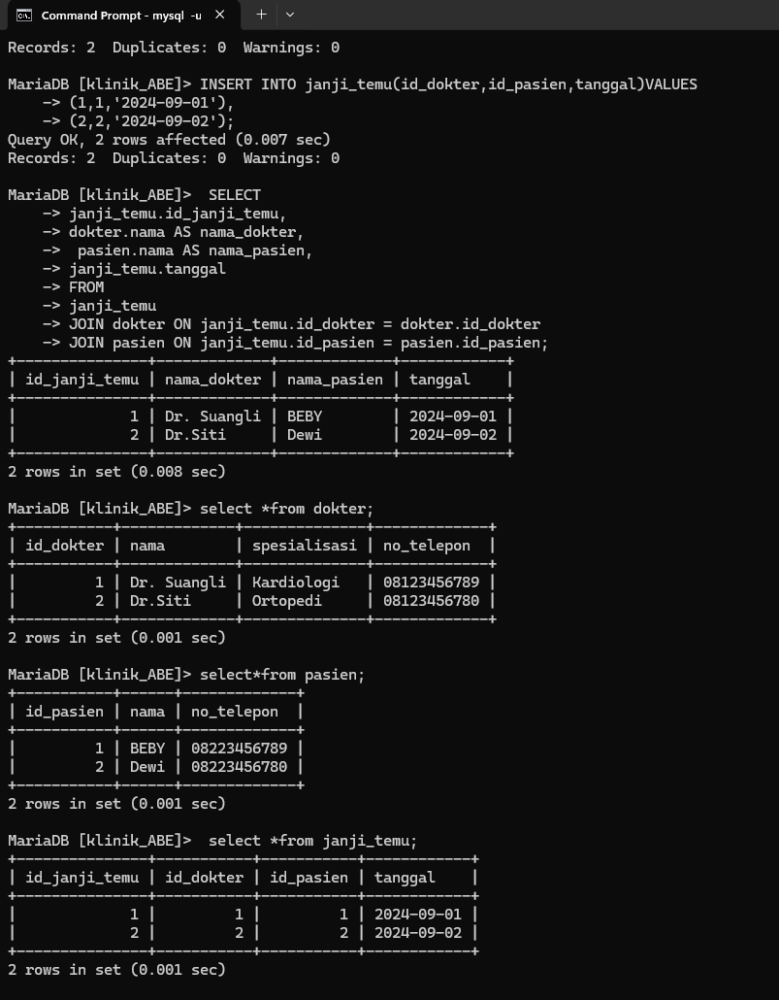 Command Prompt - mysql -u
Records: 2  Duplicates: 0  Warnings: 0
MariaDB [klinik_ABE]> INSERT INTO janji_temu(id_dokter,id_pasien,tanggal)VALUES
    -> (1,1,'2024-09-01'),
    -> (2,2,'2024-09-02');
Query OK, 2 rows affected (0.007 sec)
Records: 2  Duplicates: 0  Warnings: 0
MariaDB [klinik_ABE]>  SELECT
    -> janji_temu.id_janji_temu,
    -> dokter.nama AS nama_dokter,
    ->  pasien.nama AS nama_pasien,
    -> janji_temu.tanggal
    -> FROM
    -> janji_temu
    -> JOIN dokter ON janji_temu.id_dokter = dokter.id_dokter
    -> JOIN pasien ON janji_temu.id_pasien = pasien.id_pasien;
+---------------+-------------+-------------+------------+
| id_janji_temu | nama_dokter | nama_pasien | tanggal    |
+---------------+-------------+-------------+------------+
|             1 | Dr. Suangli | BEBY        | 2024-09-01 |
|             2 | Dr.Siti     | Dewi        | 2024-09-02 |
+---------------+-------------+-------------+------------+
2 rows in set (0.008 sec)
MariaDB [klinik_ABE]> select *from dokter;
+-----------+-------------+--------------+-------------+
| id_dokter | nama        | spesialisasi | no_telepon  |
+-----------+-------------+--------------+-------------+
|         1 | Dr. Suangli | Kardiologi   | 08123456789 |
|         2 | Dr.Siti     | Ortopedi     | 08123456780 |
+-----------+-------------+--------------+-------------+
2 rows in set (0.001 sec)
MariaDB [klinik_ABE]> select*from pasien;
+-----------+------+-------------+
| id_pasien | nama | no_telepon  |
+-----------+------+-------------+
|         1 | BEBY | 08223456789 |
|         2 | Dewi | 08223456780 |
+-----------+------+-------------+
2 rows in set (0.001 sec)
MariaDB [klinik_ABE]>  select *from janji_temu;
+---------------+-----------+-----------+------------+
| id_janji_temu | id_dokter | id_pasien | tanggal    |
+---------------+-----------+-----------+------------+
|             1 |         1 |         1 | 2024-09-01 |
|             2 |         2 |         2 | 2024-09-02 |
+---------------+-----------+-----------+------------+
2 rows in set (0.001 sec)